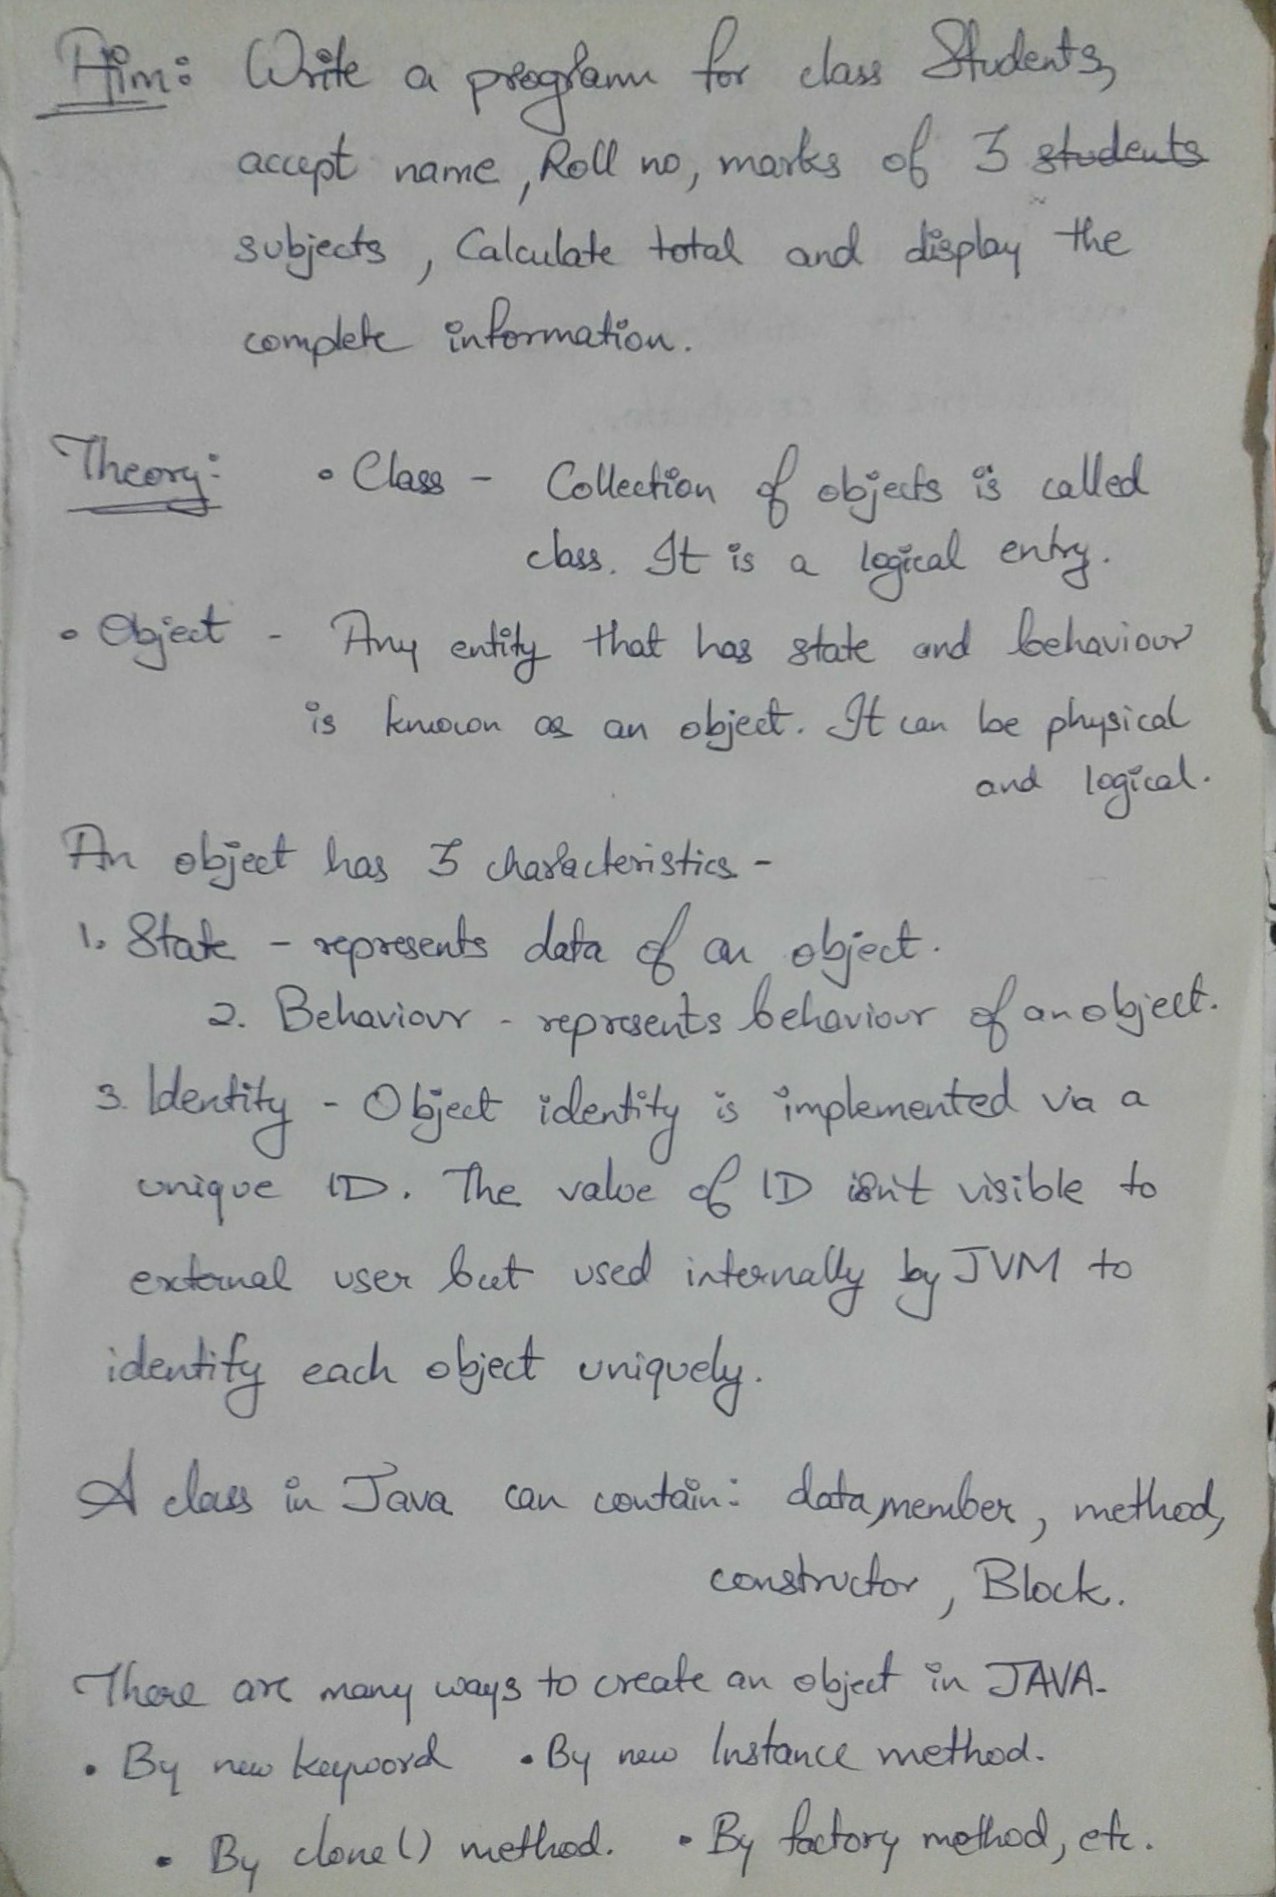 Aim: Write a program for class Students,
accept name, Roll no, marks of 3 students
subjects, Calculate total and display the
complete information.
Theory: • Class - Collection of objects is called
class. It is a logical entry.
• Object - Any entity that has state and behaviour
is known as an object. It can be physical
and logical.
An object has 3 characteristics -
1. State - represents data of an object.
2. Behaviour - represents behaviour of an object.
3. Identity - Object identity is implemented via a
unique ID. The value of ID isn't visible to
external user but used internally by JVM to
identify each object uniquely.
A class in Java can contain: data member, method,
constructor, Block.
There are many ways to create an object in JAVA-
• By new keyword • By new Instance method.
• By clone() method. • By factory method, etc.